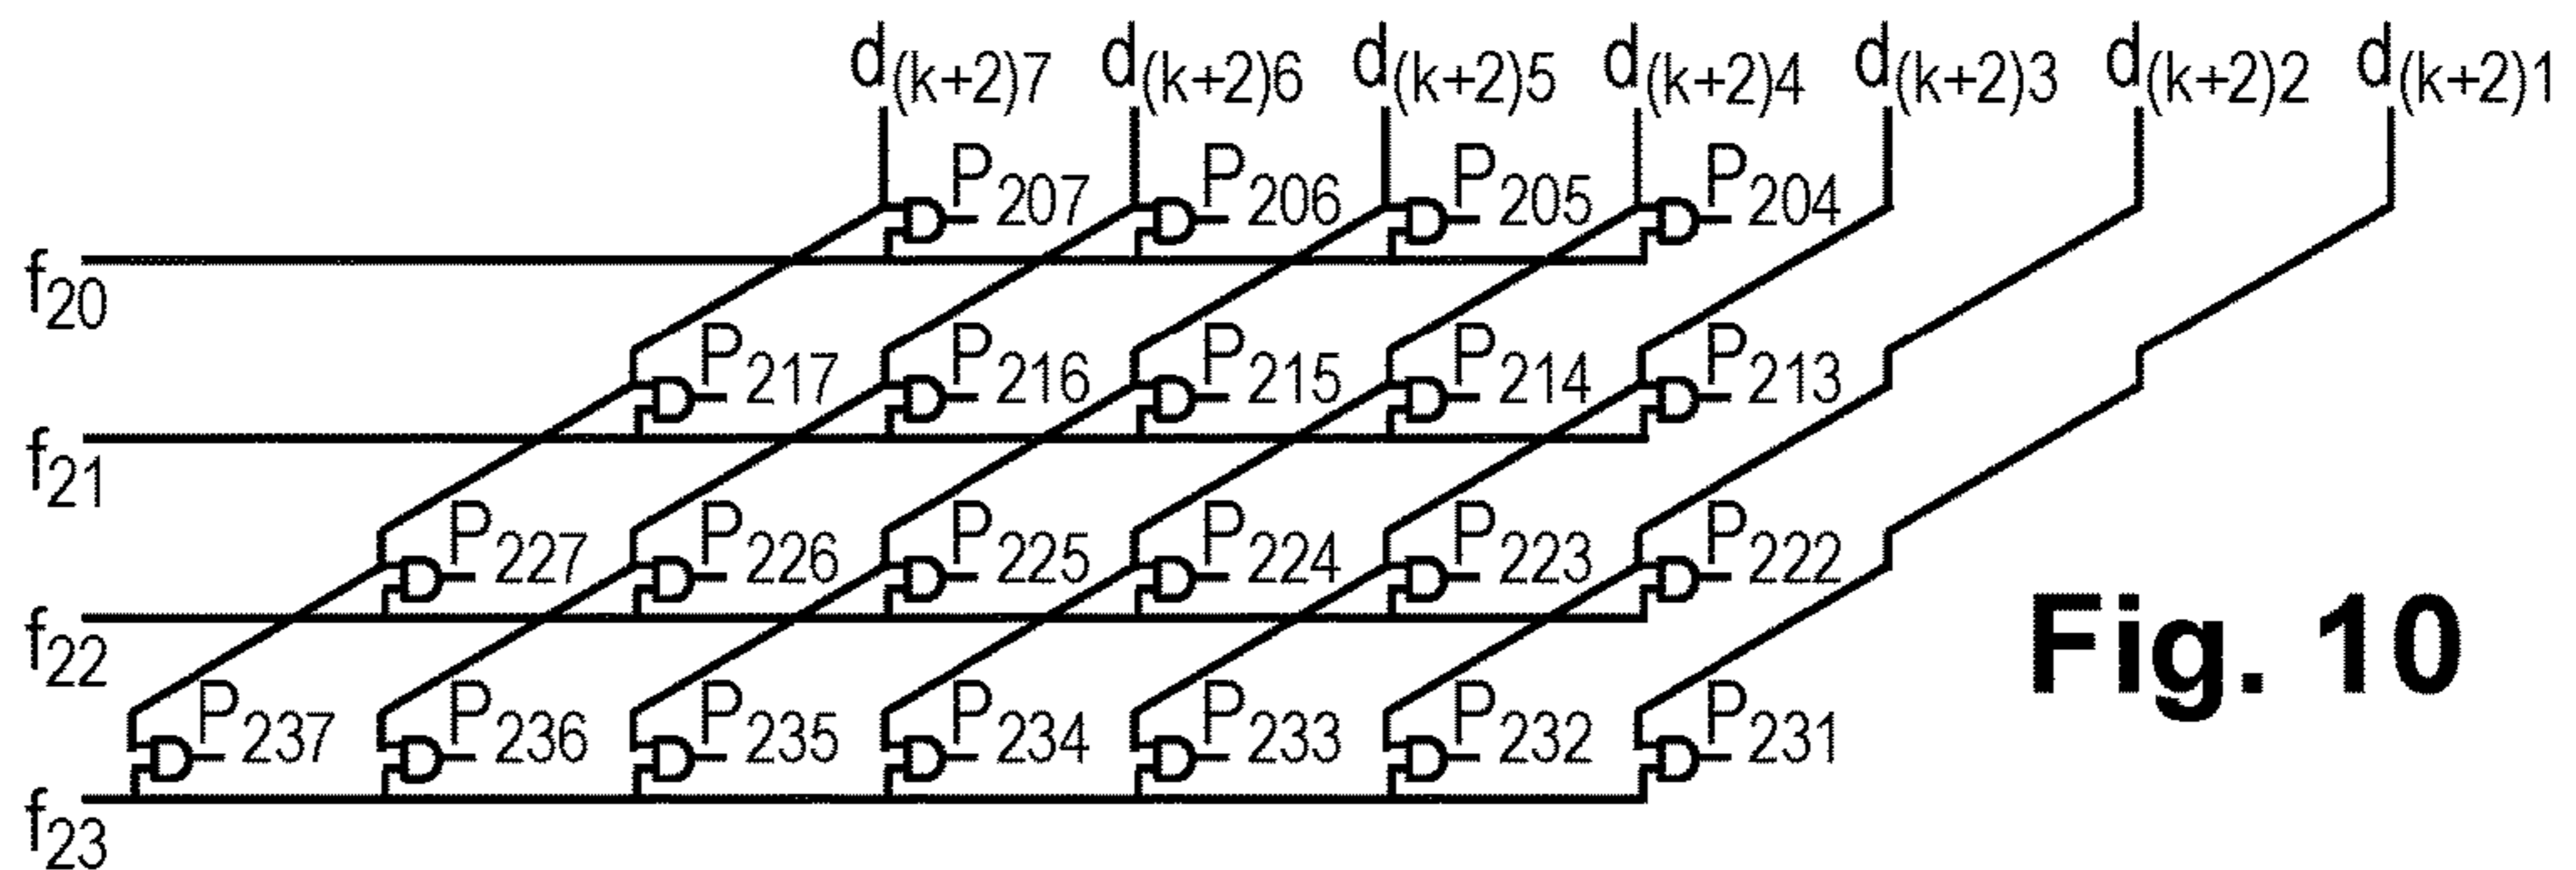 d(k+2)7 d(k+2)6 d(k+2)5 d(k+2)4 d(k+2)3 d(k+2)2 d(k+2)1
P207 P206 P205 P204
f20
P217 P216 P215 P214 P213
f21
P227 P226 P225 P224 P223 P222
f22
Fig. 10
P237 P236 P235 P234 P233 P232 P231
f23